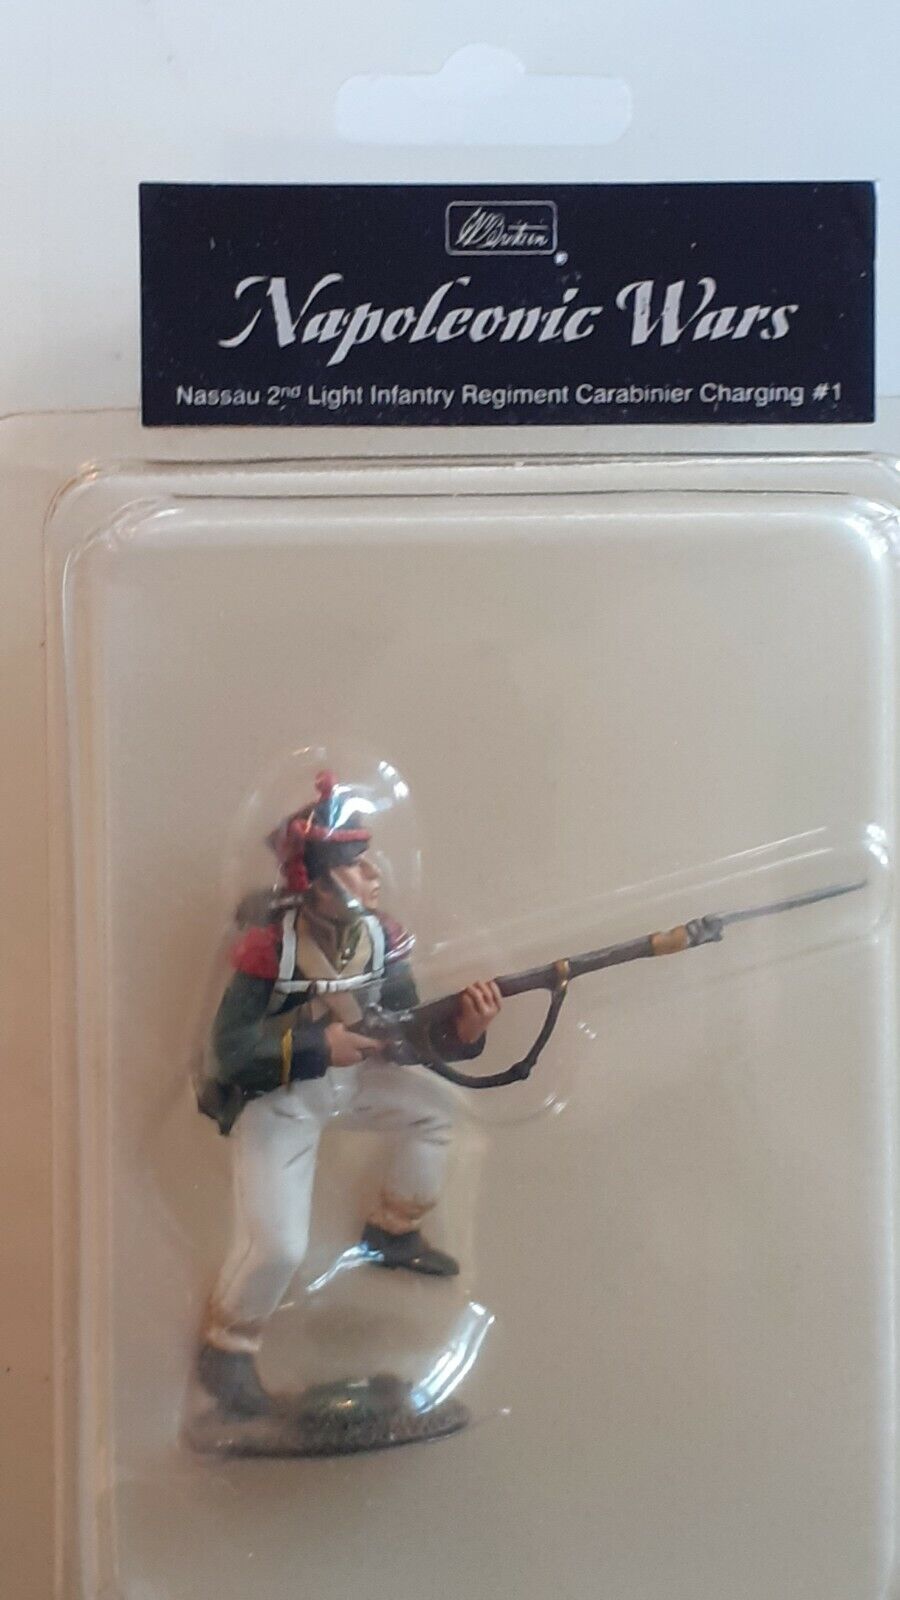 W Britain
Napoleonic Wars
Nassau 2nd Light Infantry Regiment Carabinier Charging #1